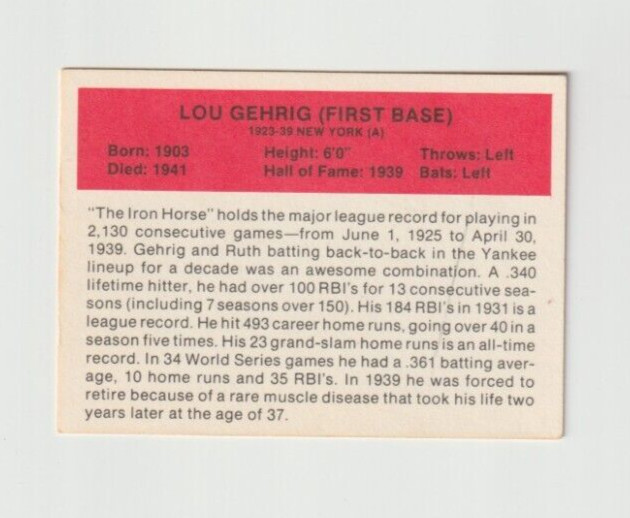 LOU GEHRIG (FIRST BASE)
1923-39 NEW YORK (A)
Born: 1903 Height: 6'0" Throws: Left
Died: 1941 Hall of Fame: 1939 Bats: Left
"The Iron Horse" holds the major league record for playing in
2,130 consecutive games—from June 1, 1925 to April 30,
1939. Gehrig and Ruth batting back-to-back in the Yankee
lineup for a decade was an awesome combination. A .340
lifetime hitter, he had over 100 RBI's for 13 consecutive sea-
sons (including 7 seasons over 150). His 184 RBI's in 1931 is a
league record. He hit 493 career home runs, going over 40 in a
season five times. His 23 grand-slam home runs is an all-time
record. In 34 World Series games he had a .361 batting aver-
age, 10 home runs and 35 RBI's. In 1939 he was forced to
retire because of a rare muscle disease that took his life two
years later at the age of 37.